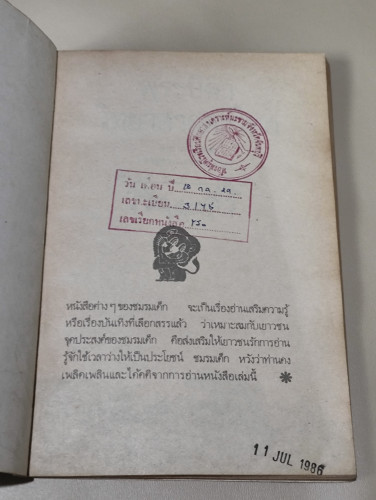 วัน เดือน ปี ๒๑ ก.ค. ๒๙
เลขทะเบียน ๖/๔๕
เลขเรียกหนังสือ
หนังสือต่าง ๆ ของชมรมเด็ก จะเป็นเรื่องอ่านเสริมความรู้
หรือเรื่องบันเทิงที่เลือกสรรแล้ว ว่าเหมาะสมกับเยาวชน
จุดประสงค์ของชมรมเด็ก คือส่งเสริมให้เยาวชนรักการอ่าน
รู้จักใช้เวลาว่างให้เป็นประโยชน์ ชมรมเด็ก หวังว่าท่านคง
เพลิดเพลินและได้คติจากการอ่านหนังสือเล่มนี้
11 JUL 1986